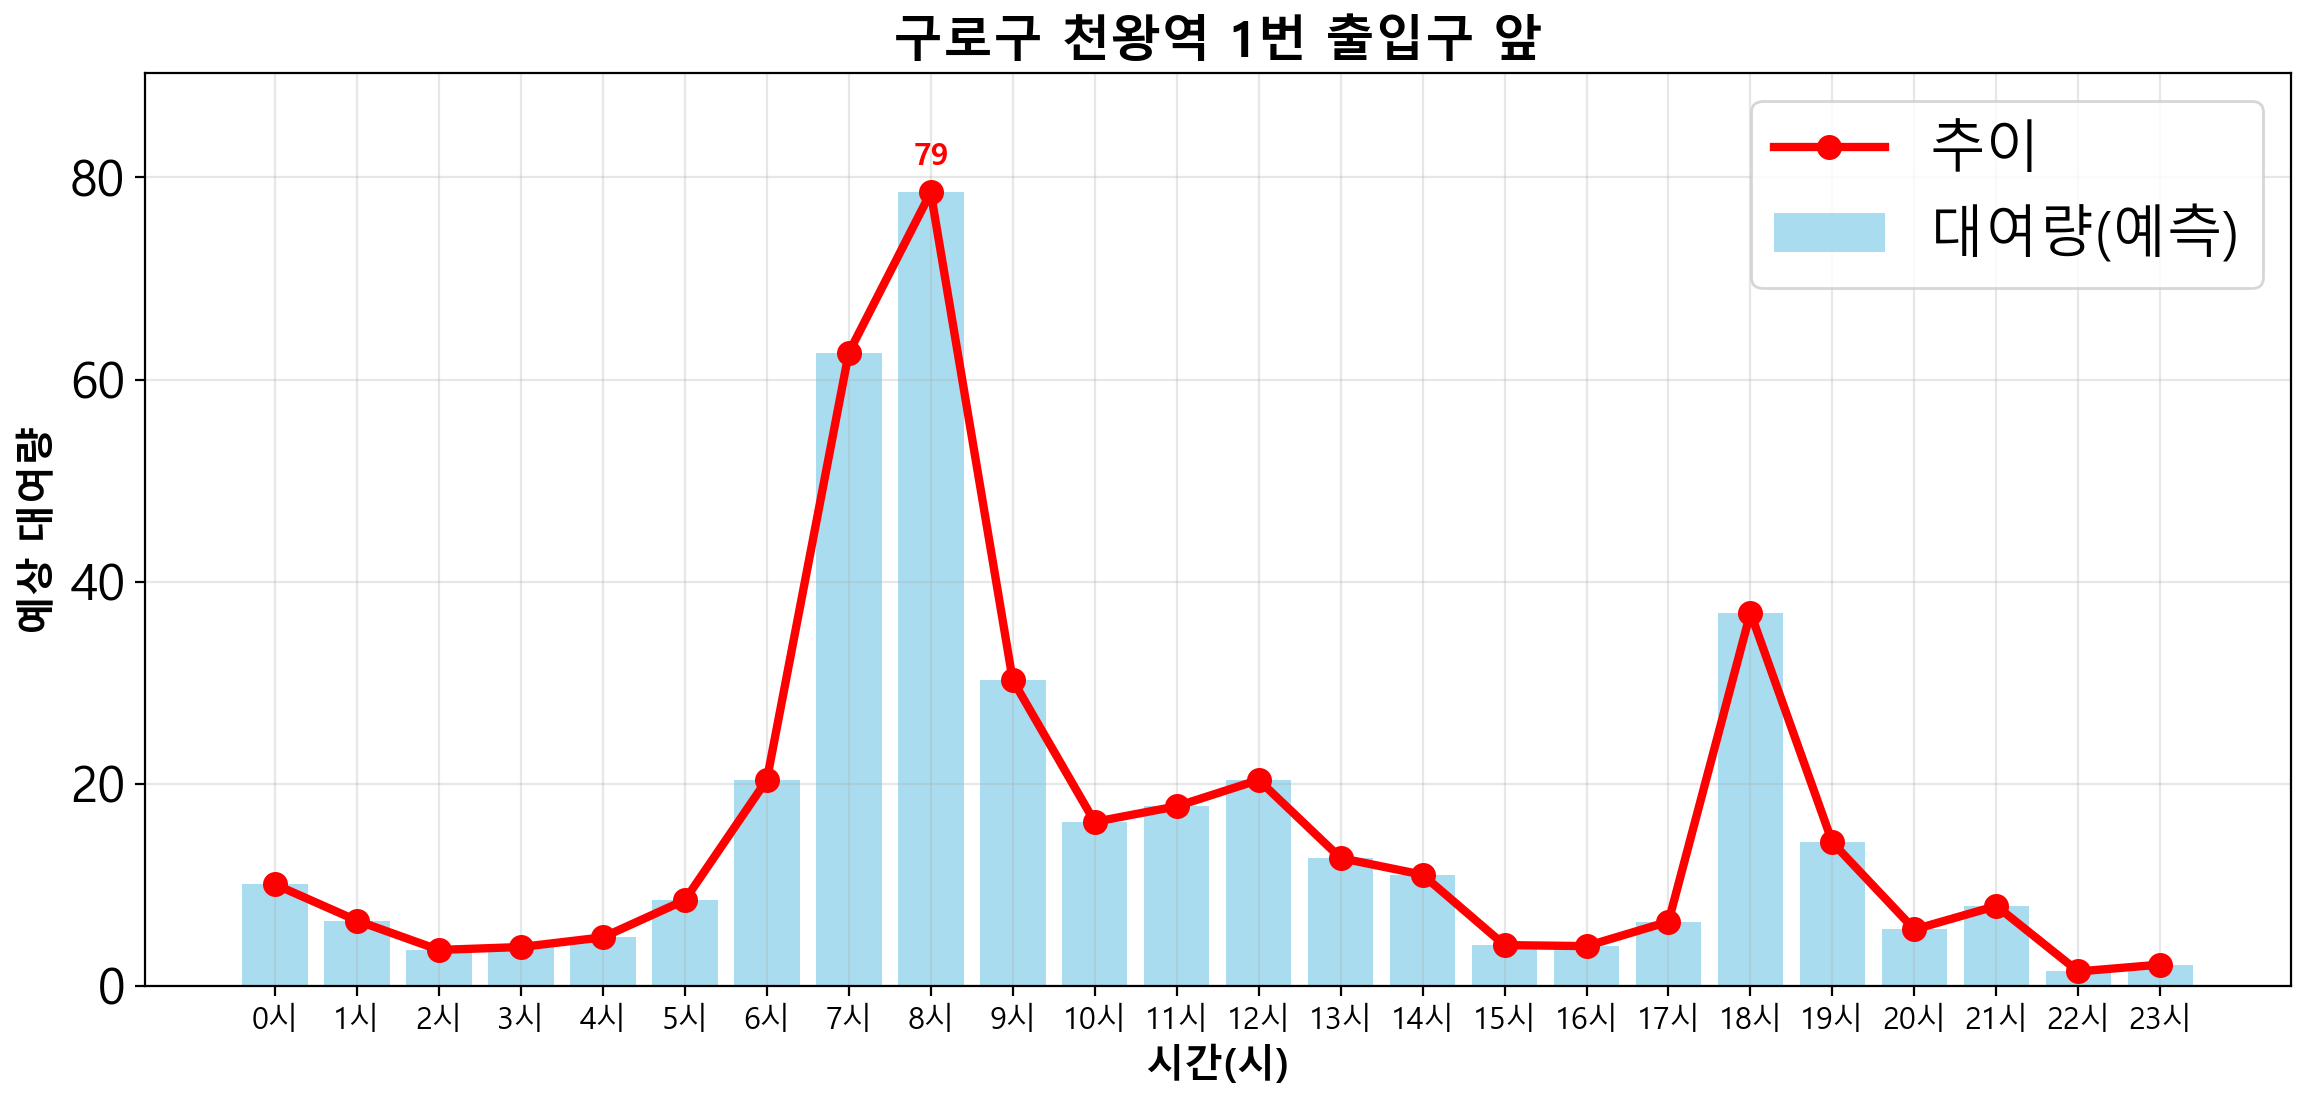 구로구 천왕역 1번 출입구 앞
79
추이
대여량(예측)
예상 대여량
80
60
40
20
0
0시 1시 2시 3시 4시 5시 6시 7시 8시 9시 10시 11시 12시 13시 14시 15시 16시 17시 18시 19시 20시 21시 22시 23시
시간(시)